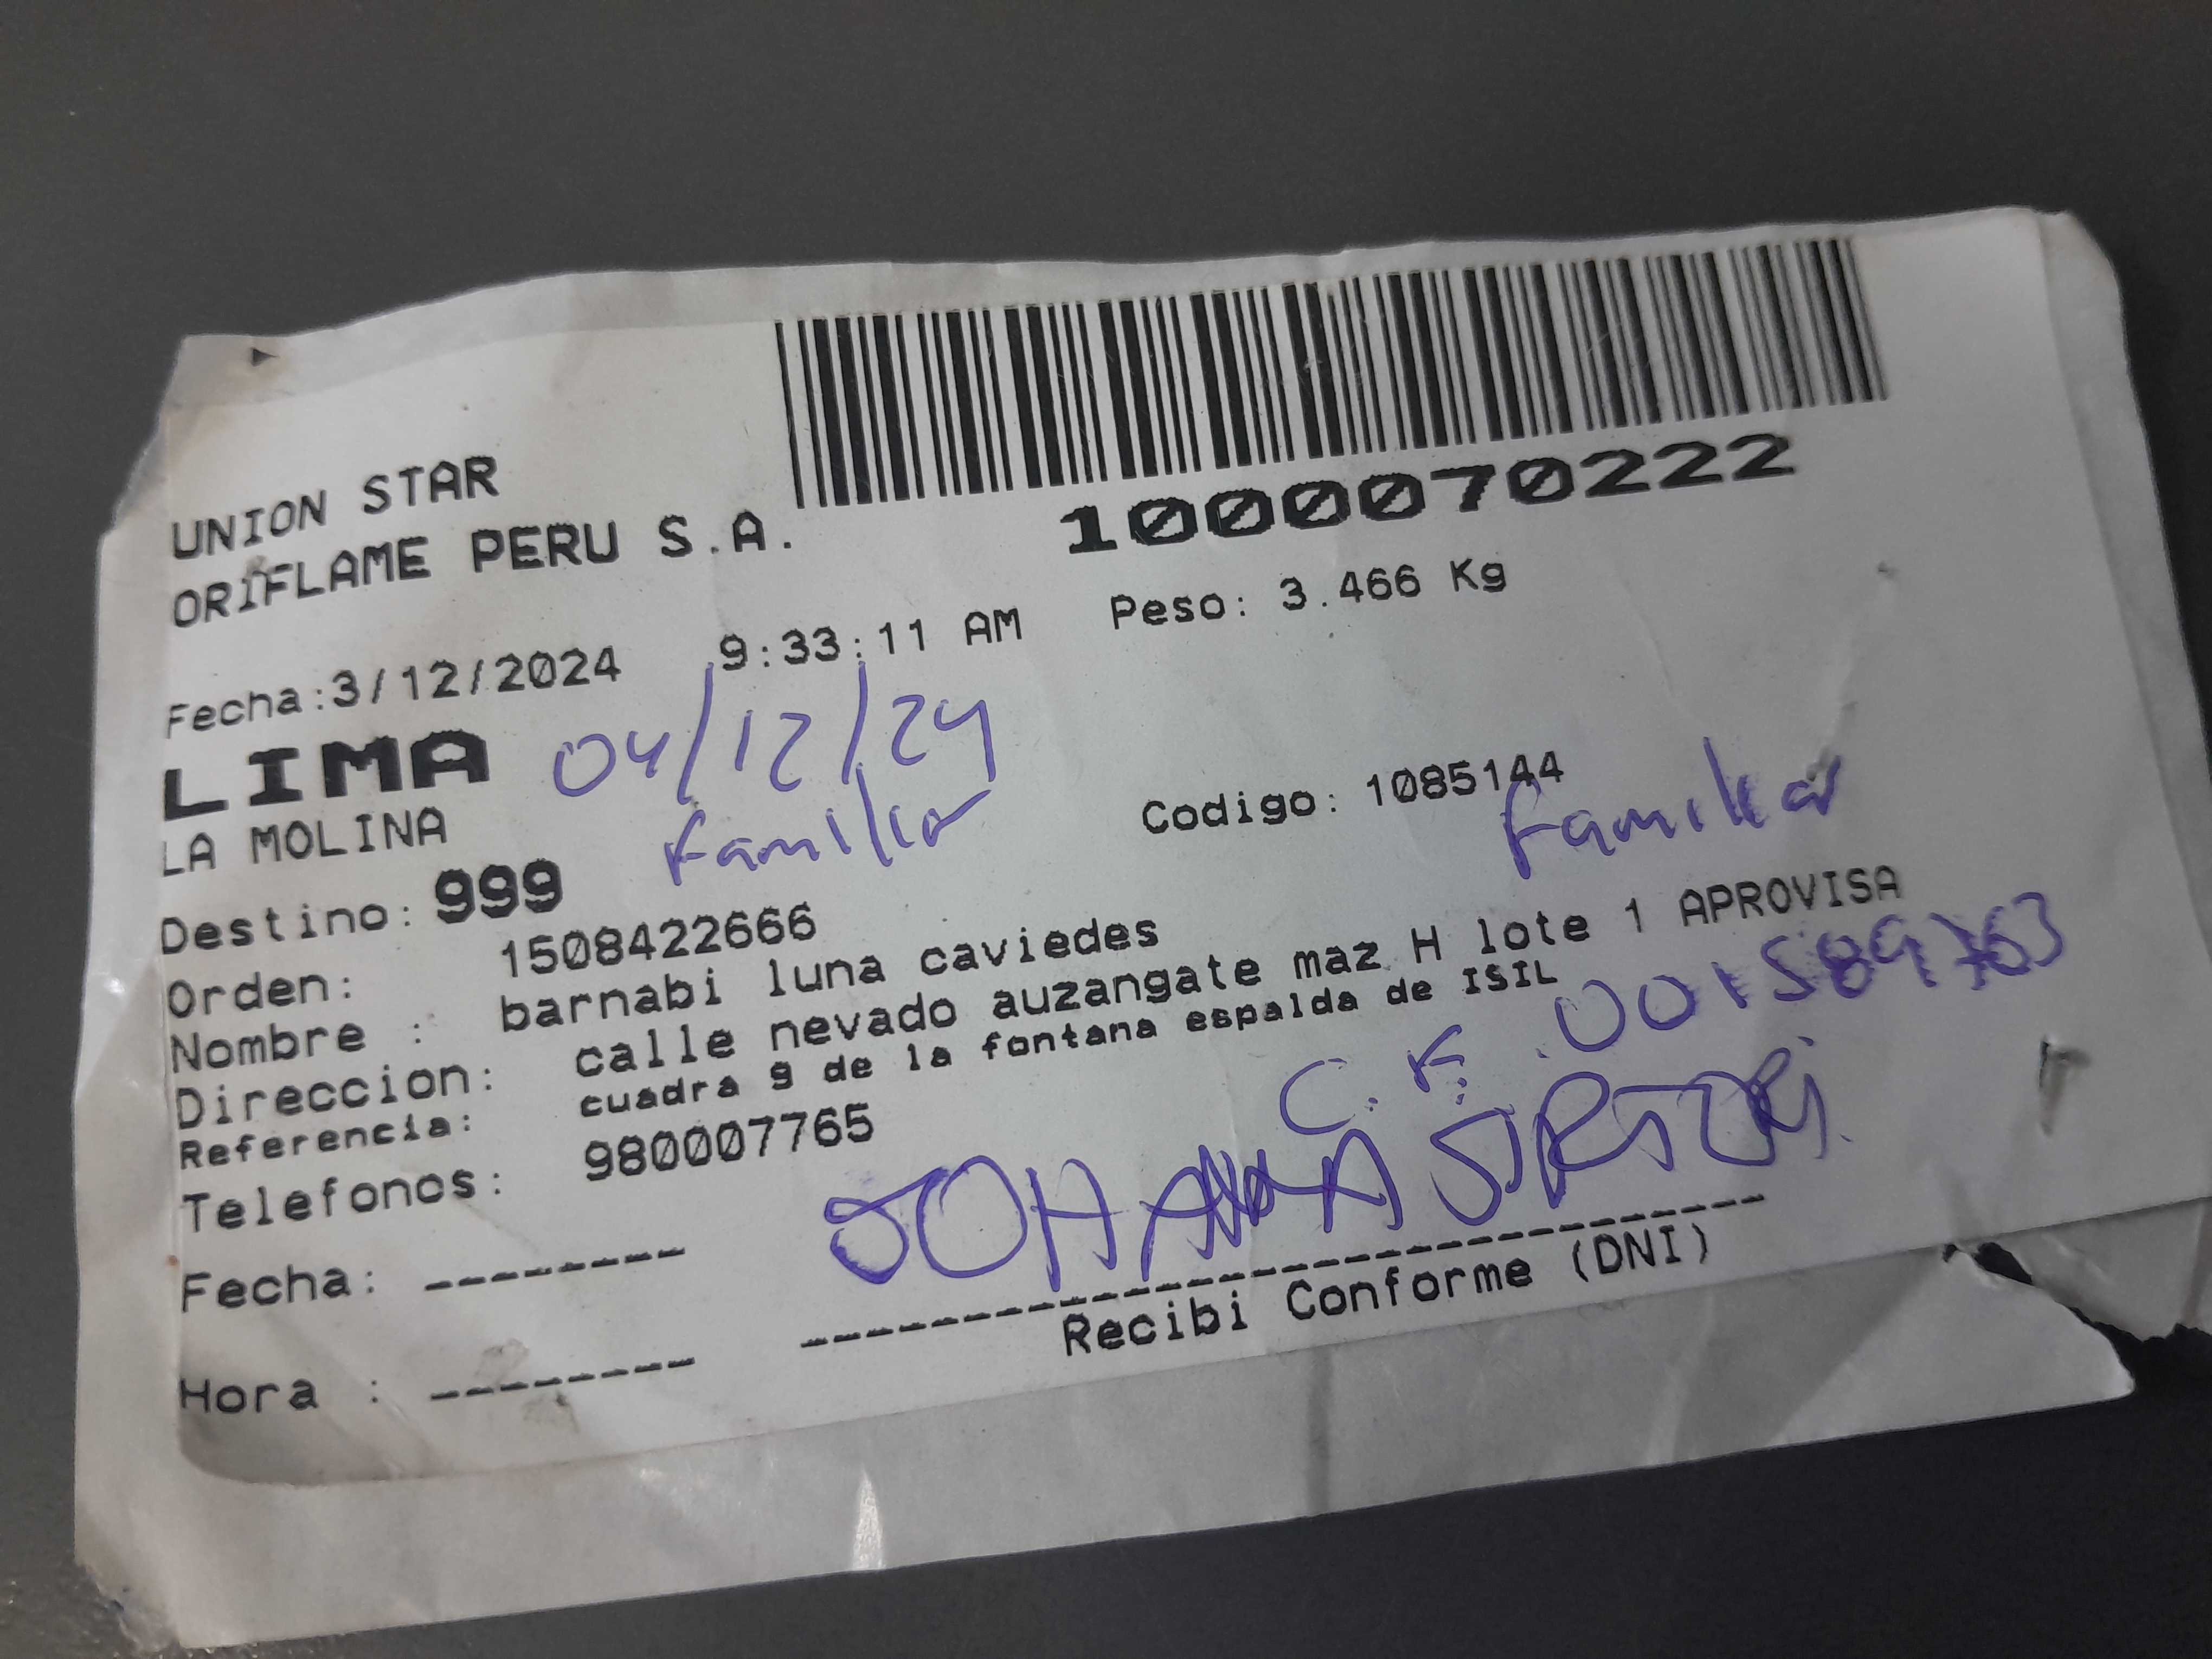 UNION STAR
ORIFLAME PERU S.A.
1000070222
Fecha:3/12/2024 9:33:11 AM Peso: 3.466 Kg
LIMA 04/12/24
LA MOLINA familiar Codigo: 1085144 familiar
Destino: 999
Orden: 1508422666
Nombre : barnabi luna caviedes
Direccion: calle nevado auzangate maz H lote 1 APROVISA
Referencia: cuadra 9 de la fontana espalda de ISIL
C.E. 001589763
Telefonos: 980007765
JOHANNA
Fecha: --------
Recibi Conforme (DNI)
Hora : --------